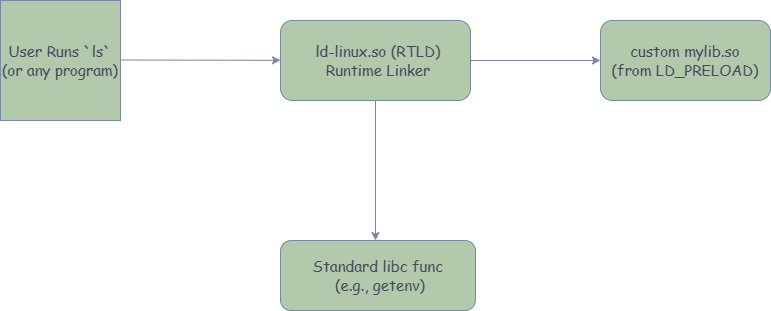 User Runs `ls`
(or any program)
ld-linux.so (RTLD)
Runtime Linker
custom mylib.so
(from LD_PRELOAD)
Standard libc func
(e.g., getenv)